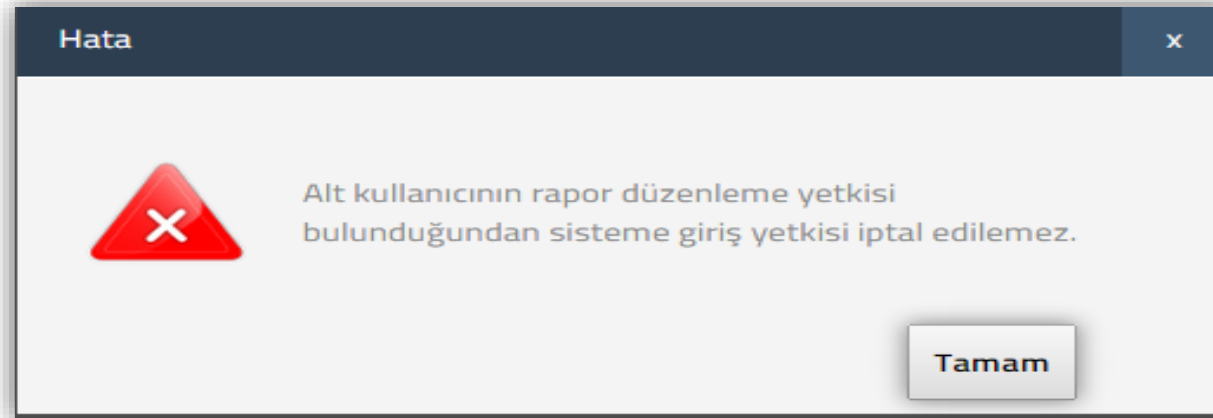 Hata
x
Alt kullanıcının rapor düzenleme yetkisi
bulunduğundan sisteme giriş yetkisi iptal edilemez.
Tamam